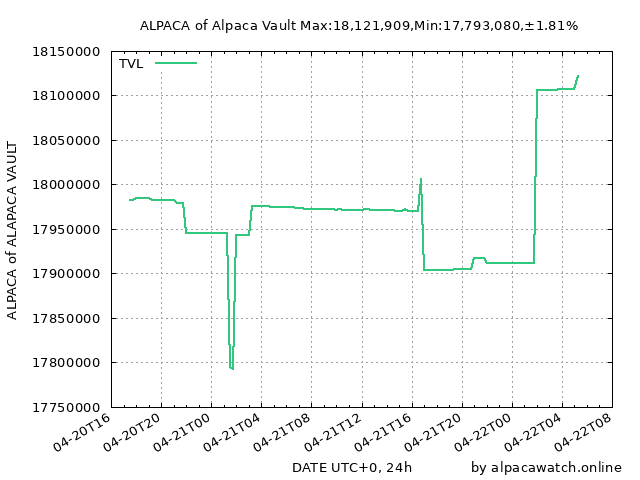 ALPACA of Alpaca Vault Max:18,121,909,Min:17,793,080,±1.81%
TVL
ALPACA of ALAPACA VAULT
18150000
18100000
18050000
18000000
17950000
17900000
17850000
17800000
17750000
04-20T16
04-20T20
04-21T00
04-21T04
04-21T08
04-21T12
04-21T16
04-21T20
04-22T00
04-22T04
04-22T08
DATE UTC+0, 24h
by alpacawatch.online